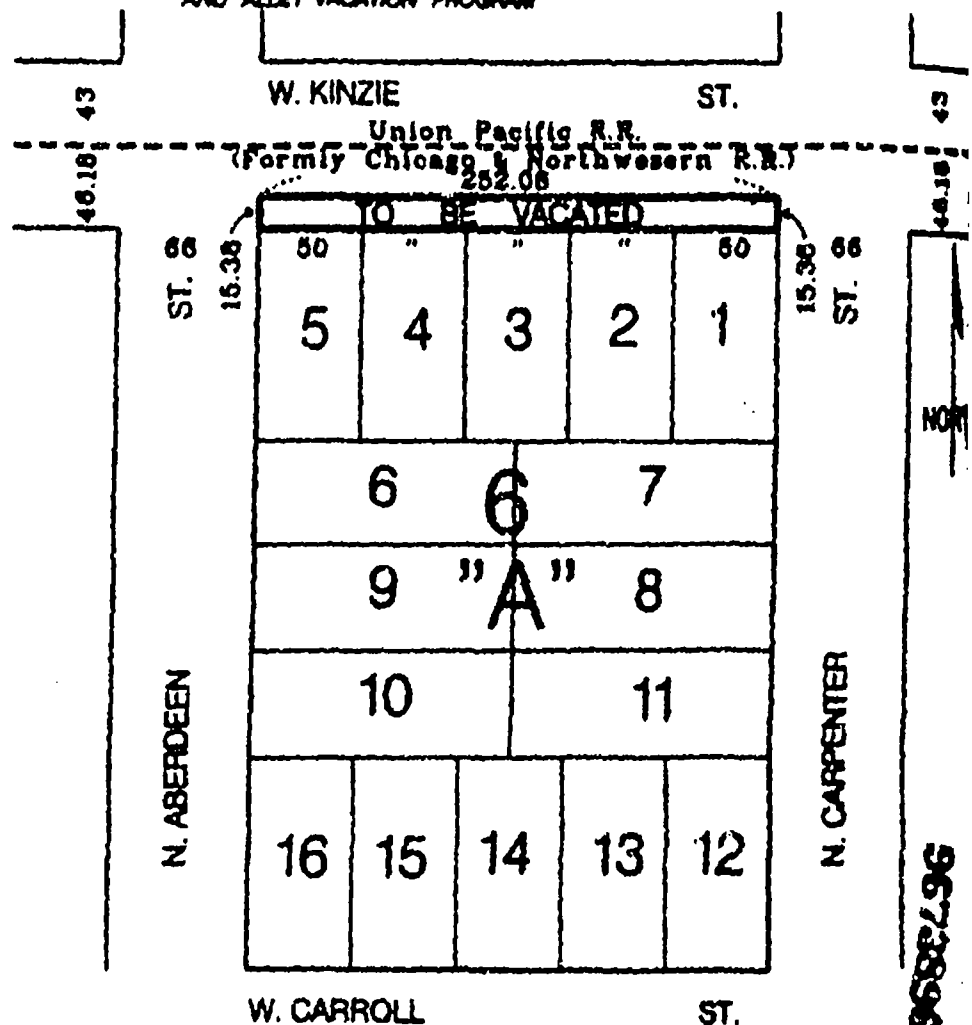 AND ALLEY VACATION PROGRAM
W. KINZIE ST.
43 43
Union Pacific R.R.
(Formly Chicago & Northwesern R.R.)
46.18 46.18
252.06
TO BE VACATED
66 50 " " " 50 66
ST. 15.38 15.36 ST.
5 4 3 2 1
6 6 7
9 "A" 8
10 11
N. ABERDEEN N. CARPENTER
16 15 14 13 12
W. CARROLL ST.